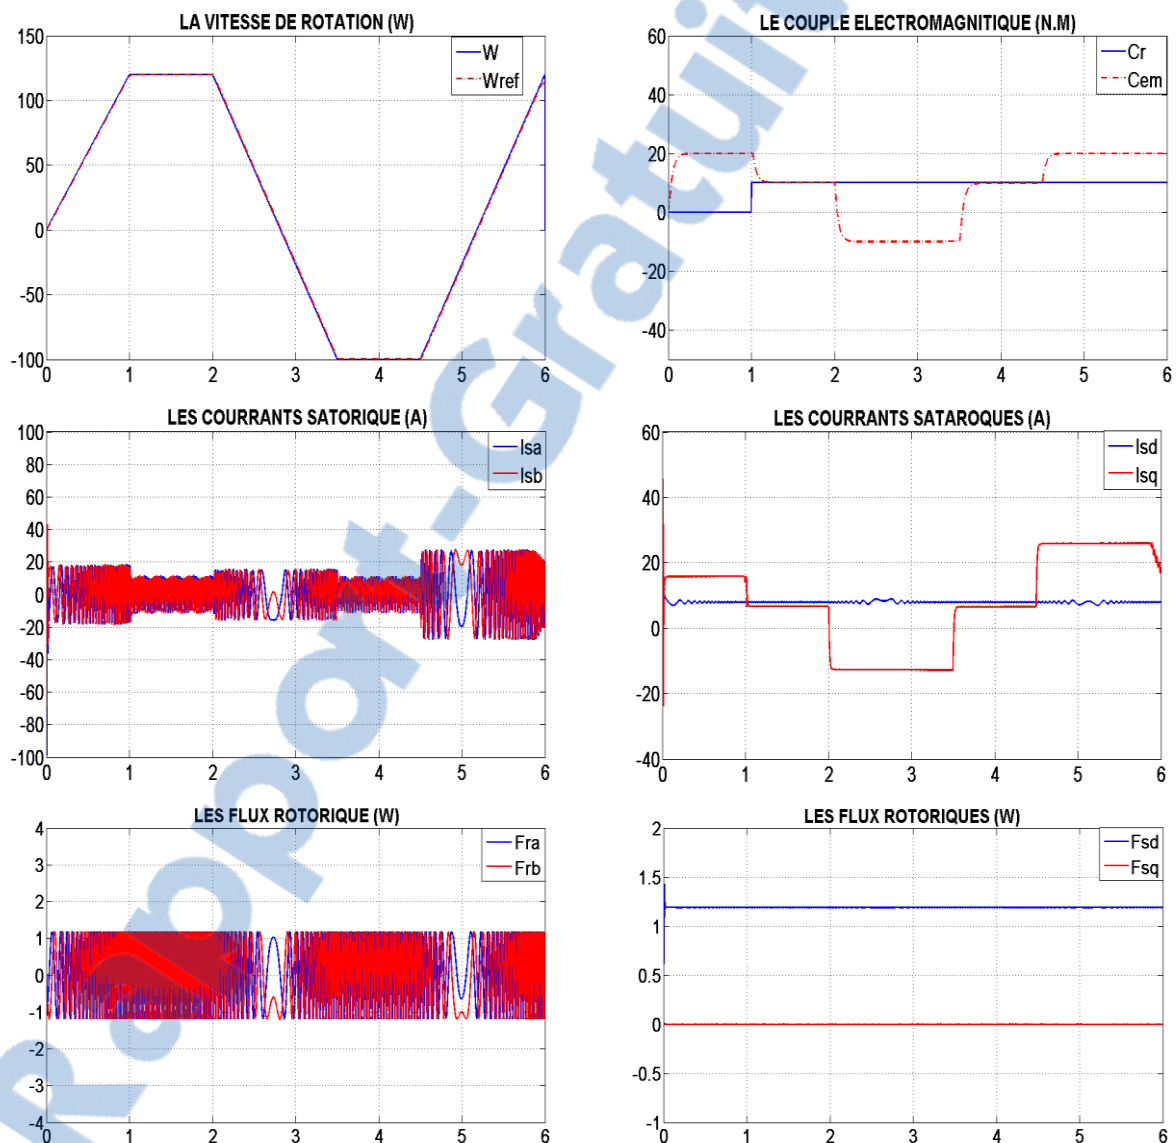 LA VITESSE DE ROTATION (W)
150
100
50
0
-50
-100
0 1 2 3 4 5 6
W
Wref
LE COUPLE ELECTROMAGNITIQUE (N.M)
60
40
20
0
-20
-40
0 1 2 3 4 5 6
Cr
Cem
LES COURRANTS SATORIQUE (A)
100
80
60
40
20
0
-20
-40
-60
-80
-100
0 1 2 3 4 5 6
Isa
Isb
LES COURRANTS SATAROQUES (A)
60
40
20
0
-20
-40
0 1 2 3 4 5 6
Isd
Isq
LES FLUX ROTORIQUE (W)
4
3
2
1
0
-1
-2
-3
-4
0 1 2 3 4 5 6
Fra
Frb
LES FLUX ROTORIQUES (W)
2
1.5
1
0.5
0
-0.5
-1
0 1 2 3 4 5 6
Fsd
Fsq
Rapport-Gratuit